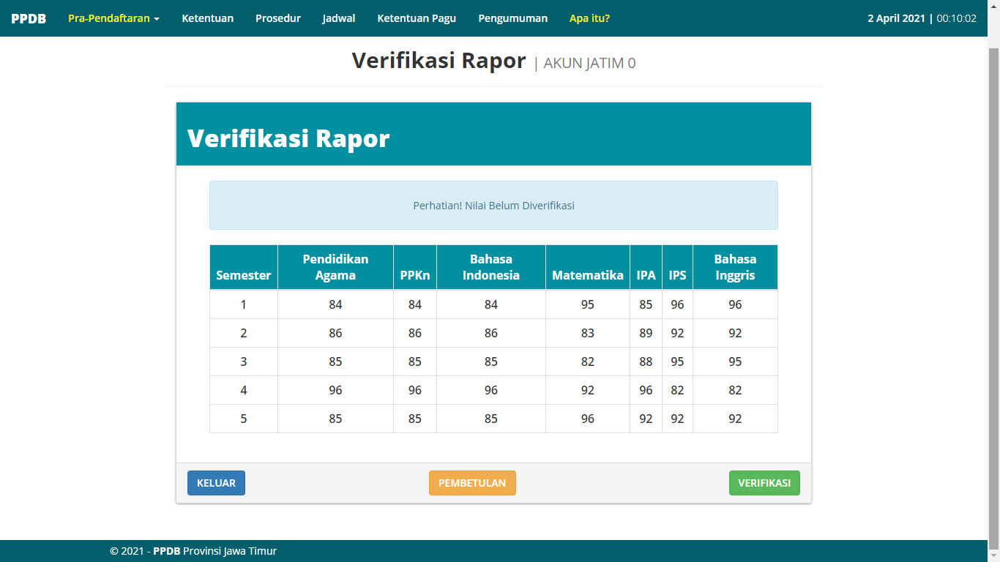 PPDB Pra-Pendaftaran Ketentuan Prosedur Jadwal Ketentuan Pagu Pengumuman Apa itu? 2 April 2021 | 00:10:02
Verifikasi Rapor | AKUN JATIM 0
Verifikasi Rapor
Perhatian! Nilai Belum Diverifikasi
Semester Pendidikan Agama PPKn Bahasa Indonesia Matematika IPA IPS Bahasa Inggris
1 84 84 84 95 85 96 96
2 86 86 86 83 89 92 92
3 85 85 85 82 88 95 95
4 96 96 96 92 96 82 82
5 85 85 85 96 92 92 92
KELUAR PEMBETULAN VERIFIKASI
© 2021 - PPDB Provinsi Jawa Timur